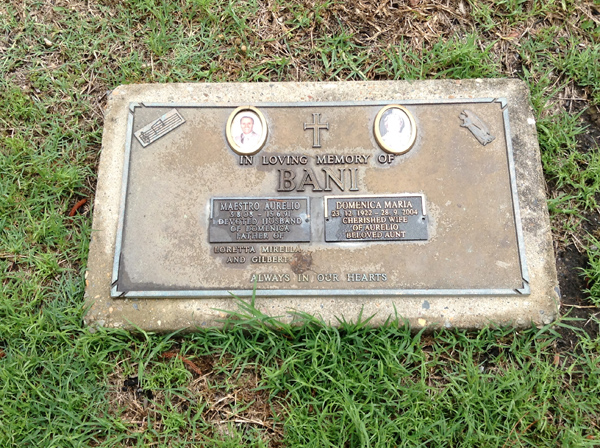 IN LOVING MEMORY OF
BANI
MAESTRO AURELIO
DEVOTED HUSBAND
OF DOMENICA
FATHER OF
LORETTA MIRELLA
AND GILBERT
DOMENICA MARIA
23. 12. 1922 - 28. 9. 2004
CHERISHED WIFE
OF AURELIO
BELOVED AUNT
ALWAYS IN OUR HEARTS